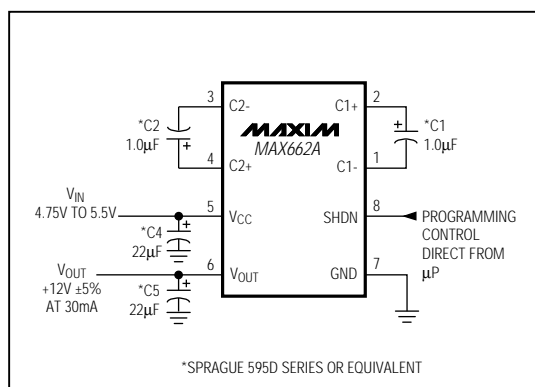 3
C2-
C1+
2
*C2
1.0µF
+
MAXIM
MAX662A
+
*C1
1.0µF
4
C2+
C1-
1
VIN
4.75V TO 5.5V
5
VCC
SHDN
8
PROGRAMMING
CONTROL
DIRECT FROM
µP
*C4
22µF
+
VOUT
+12V ±5%
AT 30mA
6
VOUT
GND
7
*C5
22µF
+
*SPRAGUE 595D SERIES OR EQUIVALENT